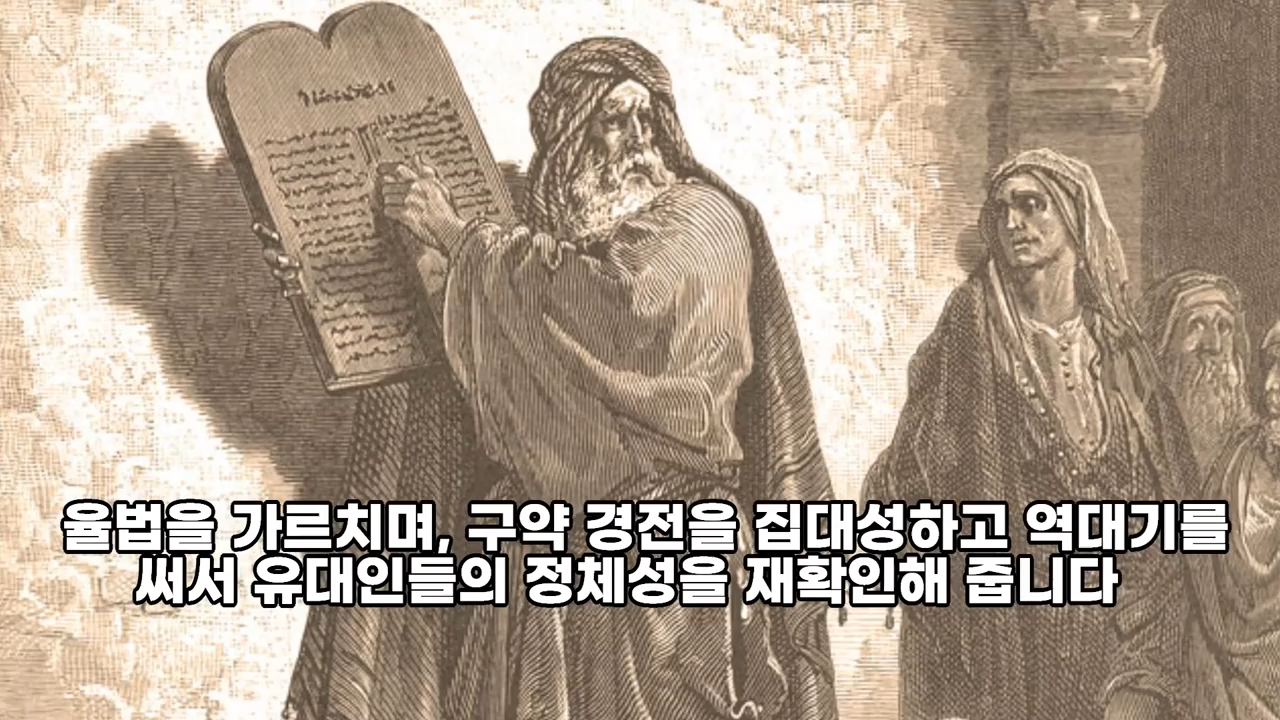 율법을 가르치며, 구약 경전을 집대성하고 역대기를
써서 유대인들의 정체성을 재확인해 줍니다